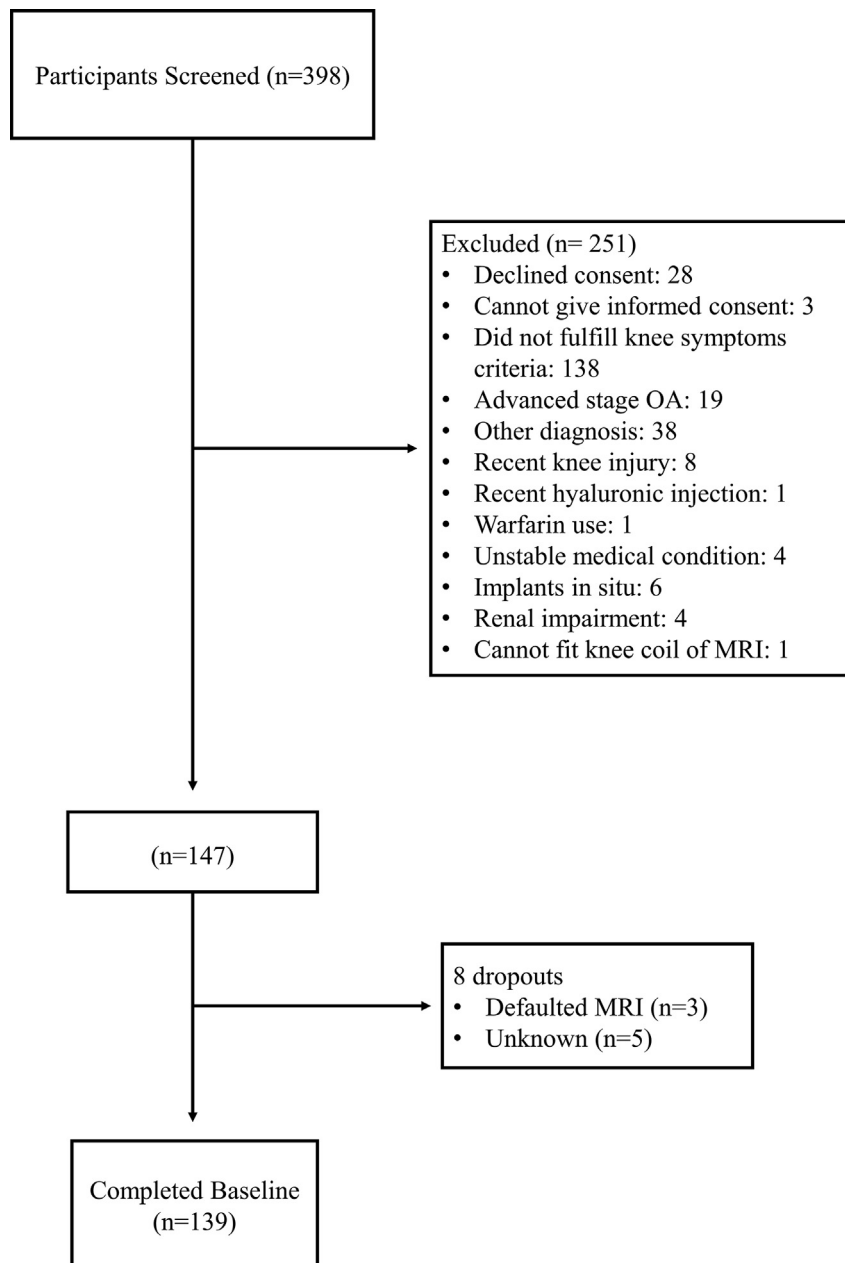 Participants Screened (n=398)
Excluded (n= 251)
• Declined consent: 28
• Cannot give informed consent: 3
• Did not fulfill knee symptoms
criteria: 138
• Advanced stage OA: 19
• Other diagnosis: 38
• Recent knee injury: 8
• Recent hyaluronic injection: 1
• Warfarin use: 1
• Unstable medical condition: 4
• Implants in situ: 6
• Renal impairment: 4
• Cannot fit knee coil of MRI: 1
(n=147)
8 dropouts
• Defaulted MRI (n=3)
• Unknown (n=5)
Completed Baseline
(n=139)